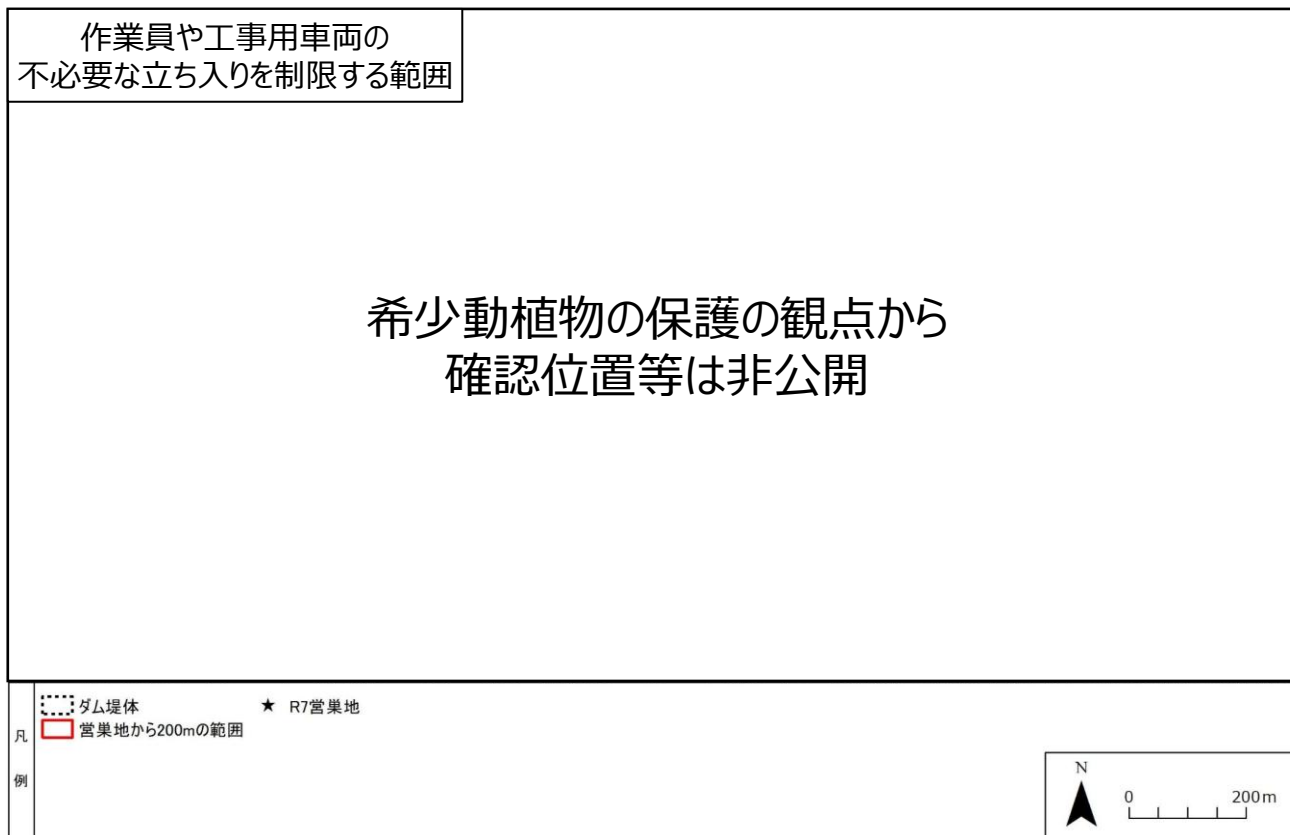 作業員や工事用車両の
不必要な立ち入りを制限する範囲
希少動植物の保護の観点から
確認位置等は非公開
凡
例
ダム堤体
★ R7営巣地
営巣地から200mの範囲
N
0 200m